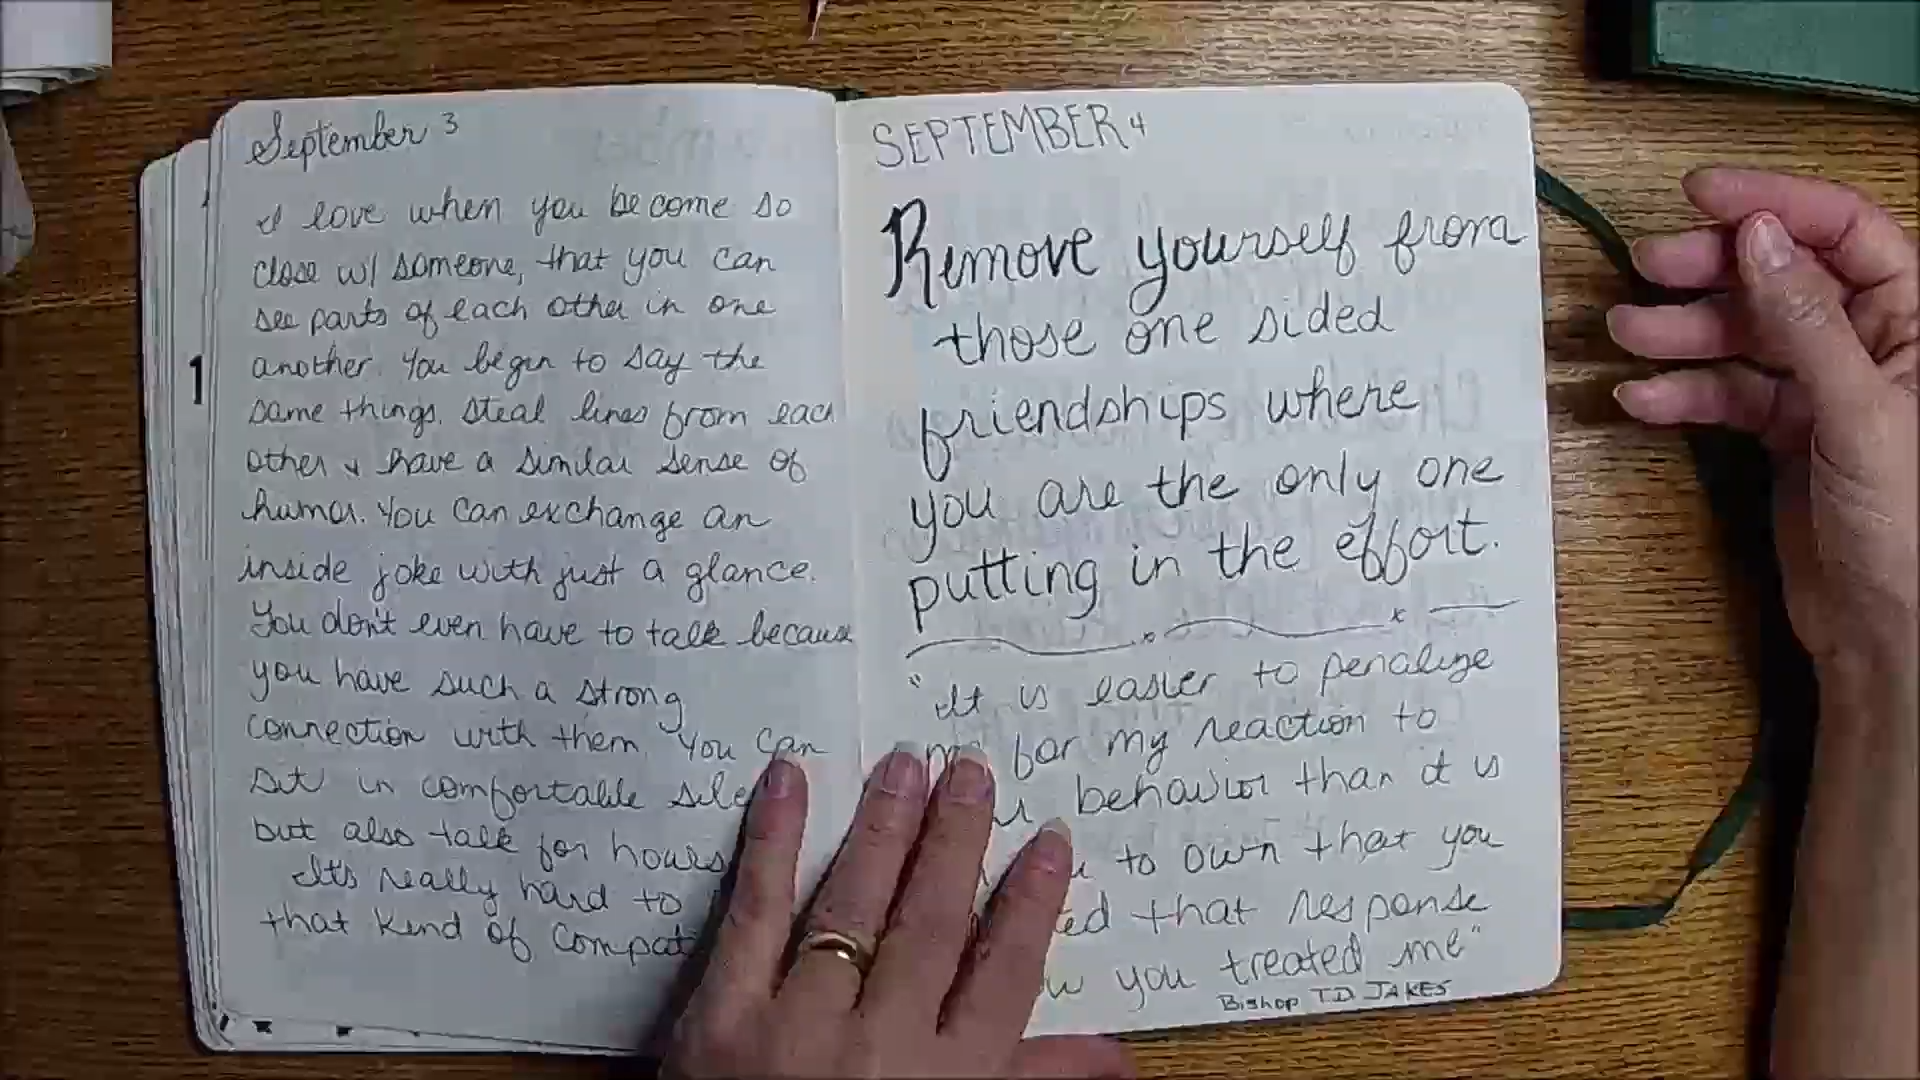 September 3
I love when you become so
close w/ someone, that you can
see parts of each other in one
another. You begin to say the
same things, steal lines from each
other & have a similar sense of
humor. You can exchange an
inside joke with just a glance.
You don't even have to talk because
you have such a strong
connection with them. You can
sit in comfortable
but also talk for hours
It's really hard to
that kind of
1
SEPTEMBER 4
Remove yourself from
those one sided
friendships where
you are the only one
putting in the effort.
"It is easier to penalize
me for my reaction to
behavior than it is
to own that you
that response
you treated me"
Bishop TD JAKES